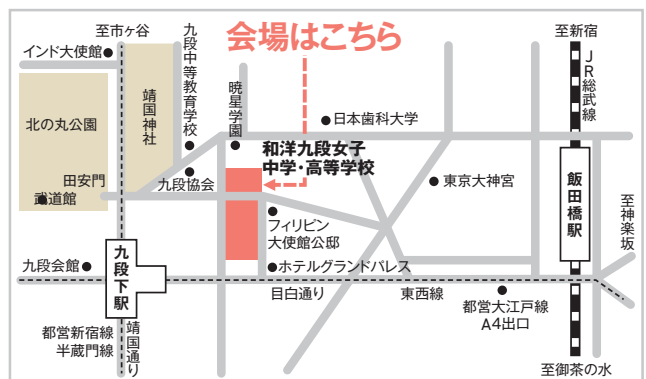 至市ヶ谷
インド大使館
九段中等教育学校
会場はこちら
至新宿
JR総武線
靖国神社
暁星学園
日本歯科大学
北の丸公園
和洋九段女子
中学・高等学校
田安門
武道館
九段協会
東京大神宮
飯田橋駅
至神楽坂
フィリピン
大使館公邸
九段会館
九段下駅
ホテルグランドパレス
目白通り
東西線
都営大江戸線
A4出口
都営新宿線
半蔵門線
靖国通り
至御茶の水